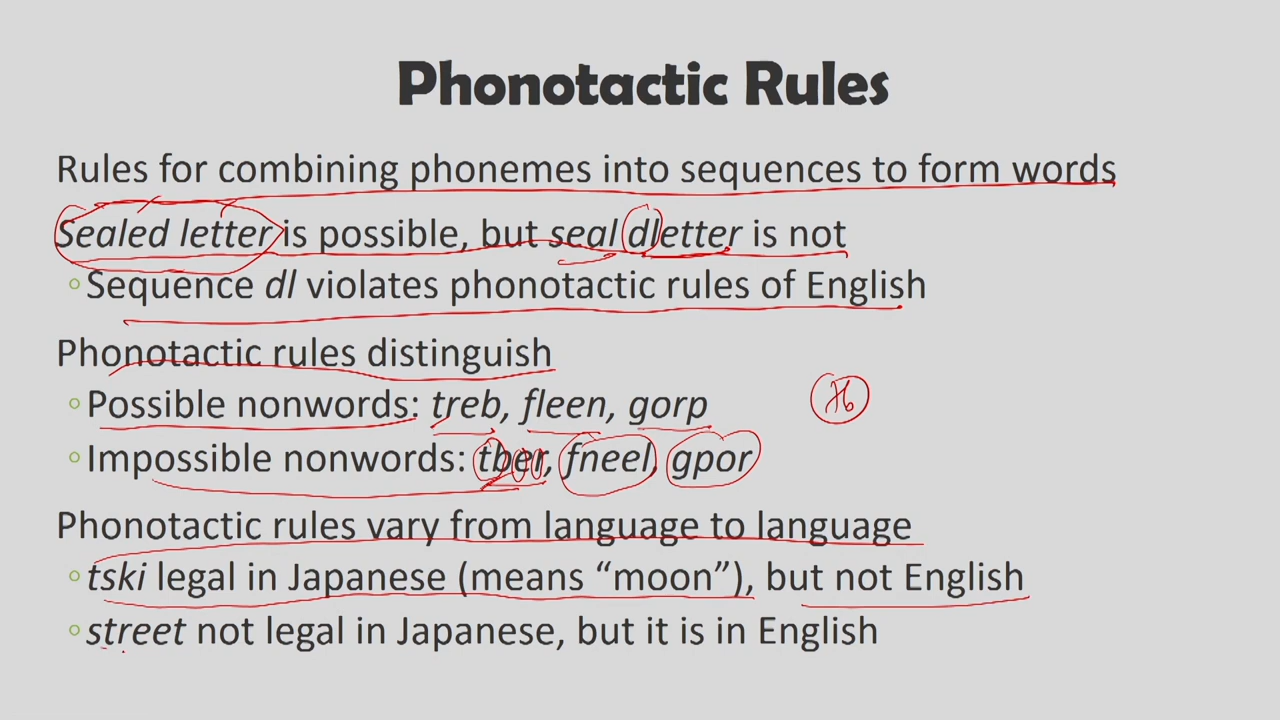 Phonotactic Rules
Rules for combining phonemes into sequences to form words
Sealed letter is possible, but seal dletter is not
Sequence dl violates phonotactic rules of English
Phonotactic rules distinguish
Possible nonwords: treb, fleen, gorp
Impossible nonwords: tber, fneel, gpor
Phonotactic rules vary from language to language
tski legal in Japanese (means “moon”), but not English
street not legal in Japanese, but it is in English